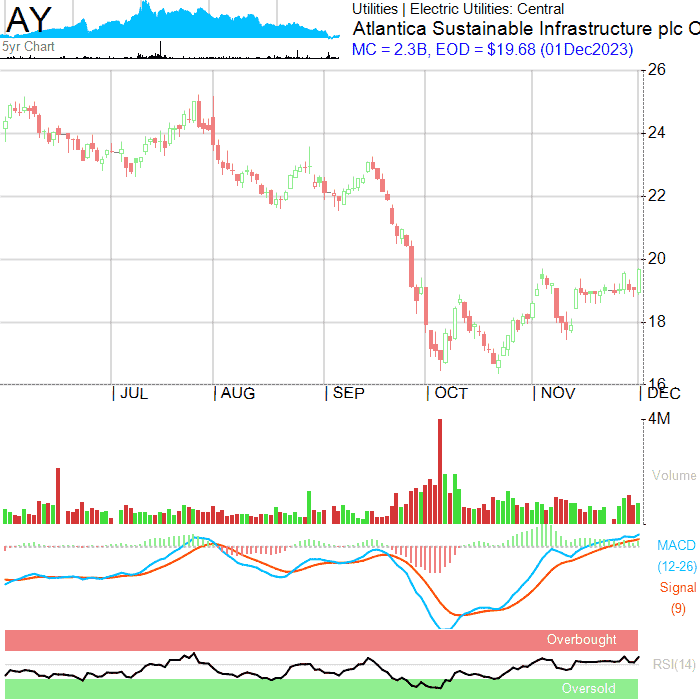 AY
5yr Chart
Utilities | Electric Utilities: Central
Atlantica Sustainable Infrastructure plc O
MC = 2.3B, EOD = $19.68 (01Dec2023)
26
24
22
20
18
16
| JUL | AUG | SEP | OCT | NOV | DEC
4M
Volume
MACD
(12-26)
Signal
(9)
Overbought
RSI(14)
Oversold